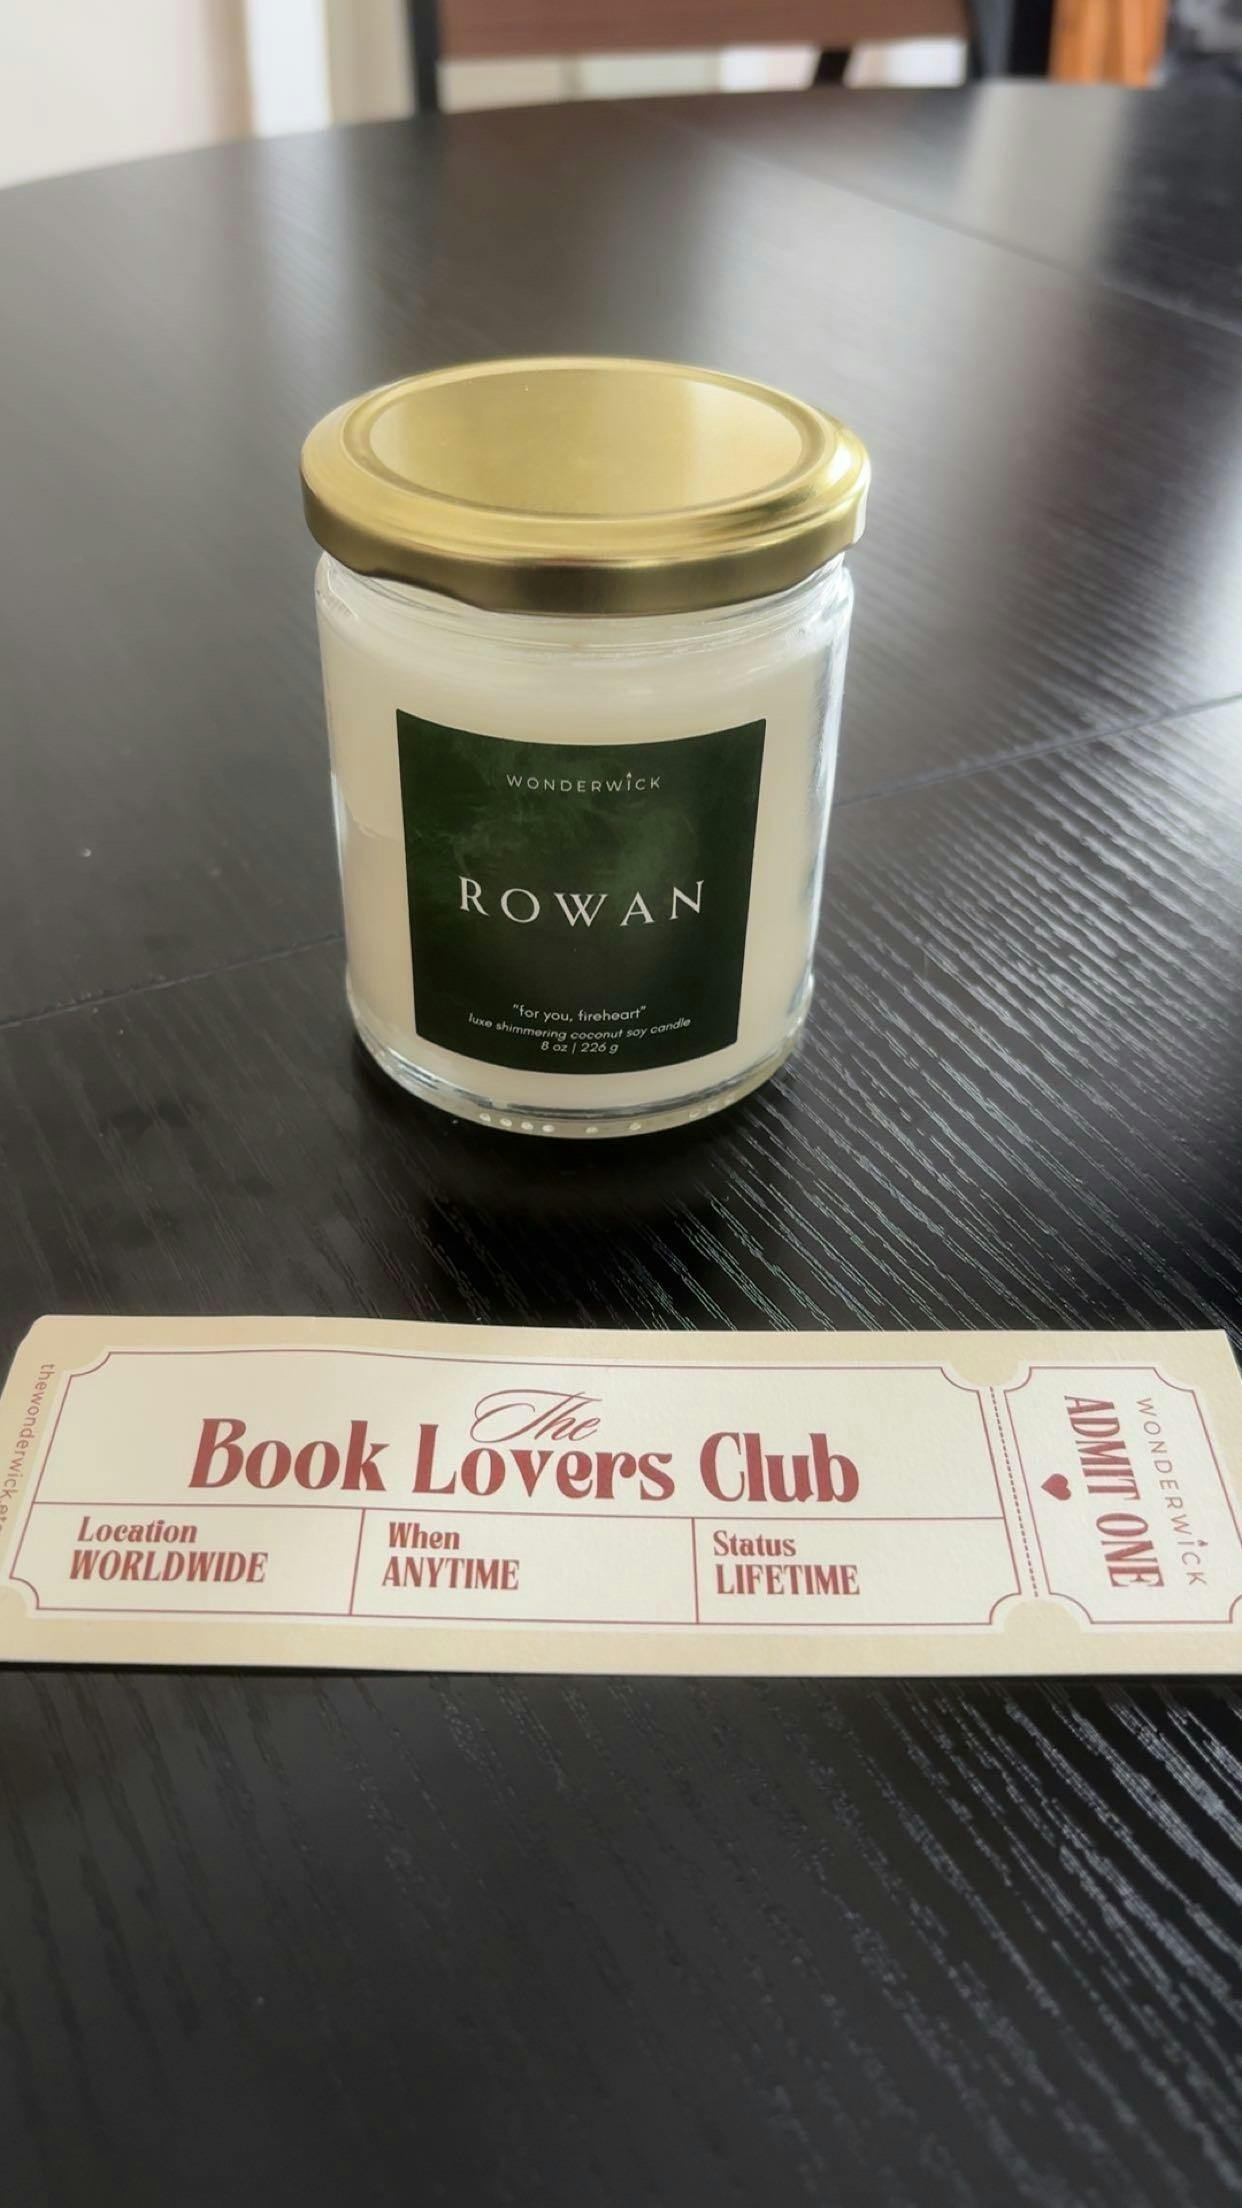 WONDERWICK
ROWAN
"for you, fireheart"
luxe shimmering coconut soy candle
8 oz | 226 g
The
Book Lovers Club
Location
WORLDWIDE
When
ANYTIME
Status
LIFETIME
WONDERWICK
ADMIT ONE